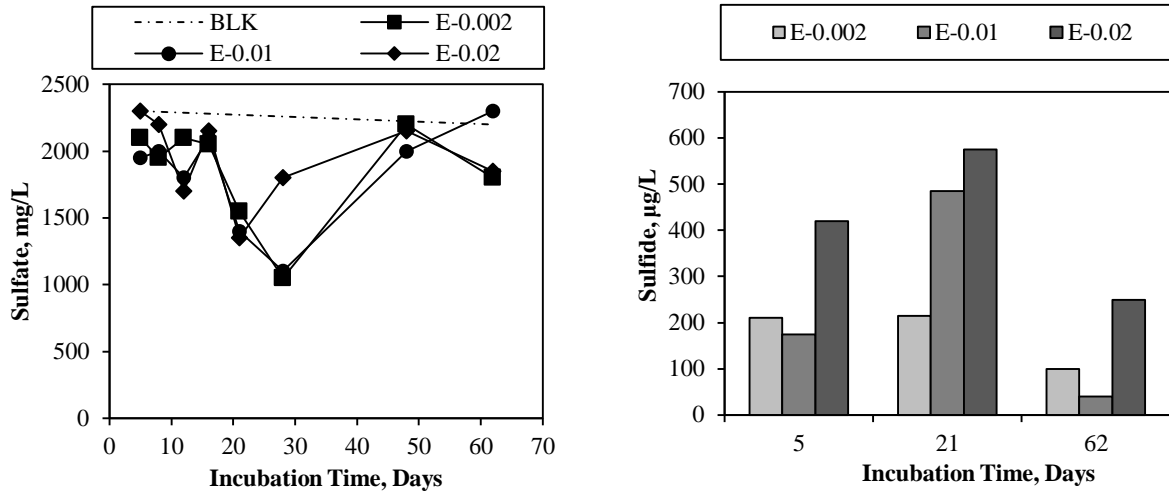 BLK E-0.002
E-0.01 E-0.02
2500
2000
1500
1000
500
0
Sulfate, mg/L
0 10 20 30 40 50 60 70
Incubation Time, Days
E-0.002 E-0.01 E-0.02
700
600
500
400
300
200
100
0
Sulfide, µg/L
5 21 62
Incubation Time, Days